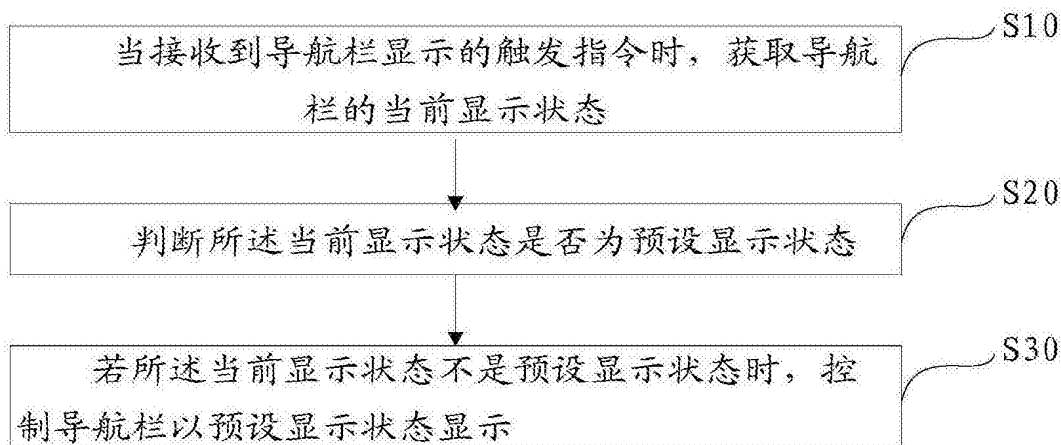 S10
当接收到导航栏显示的触发指令时，获取导航
栏的当前显示状态
S20
判断所述当前显示状态是否为预设显示状态
S30
若所述当前显示状态不是预设显示状态时，控
制导航栏以预设显示状态显示